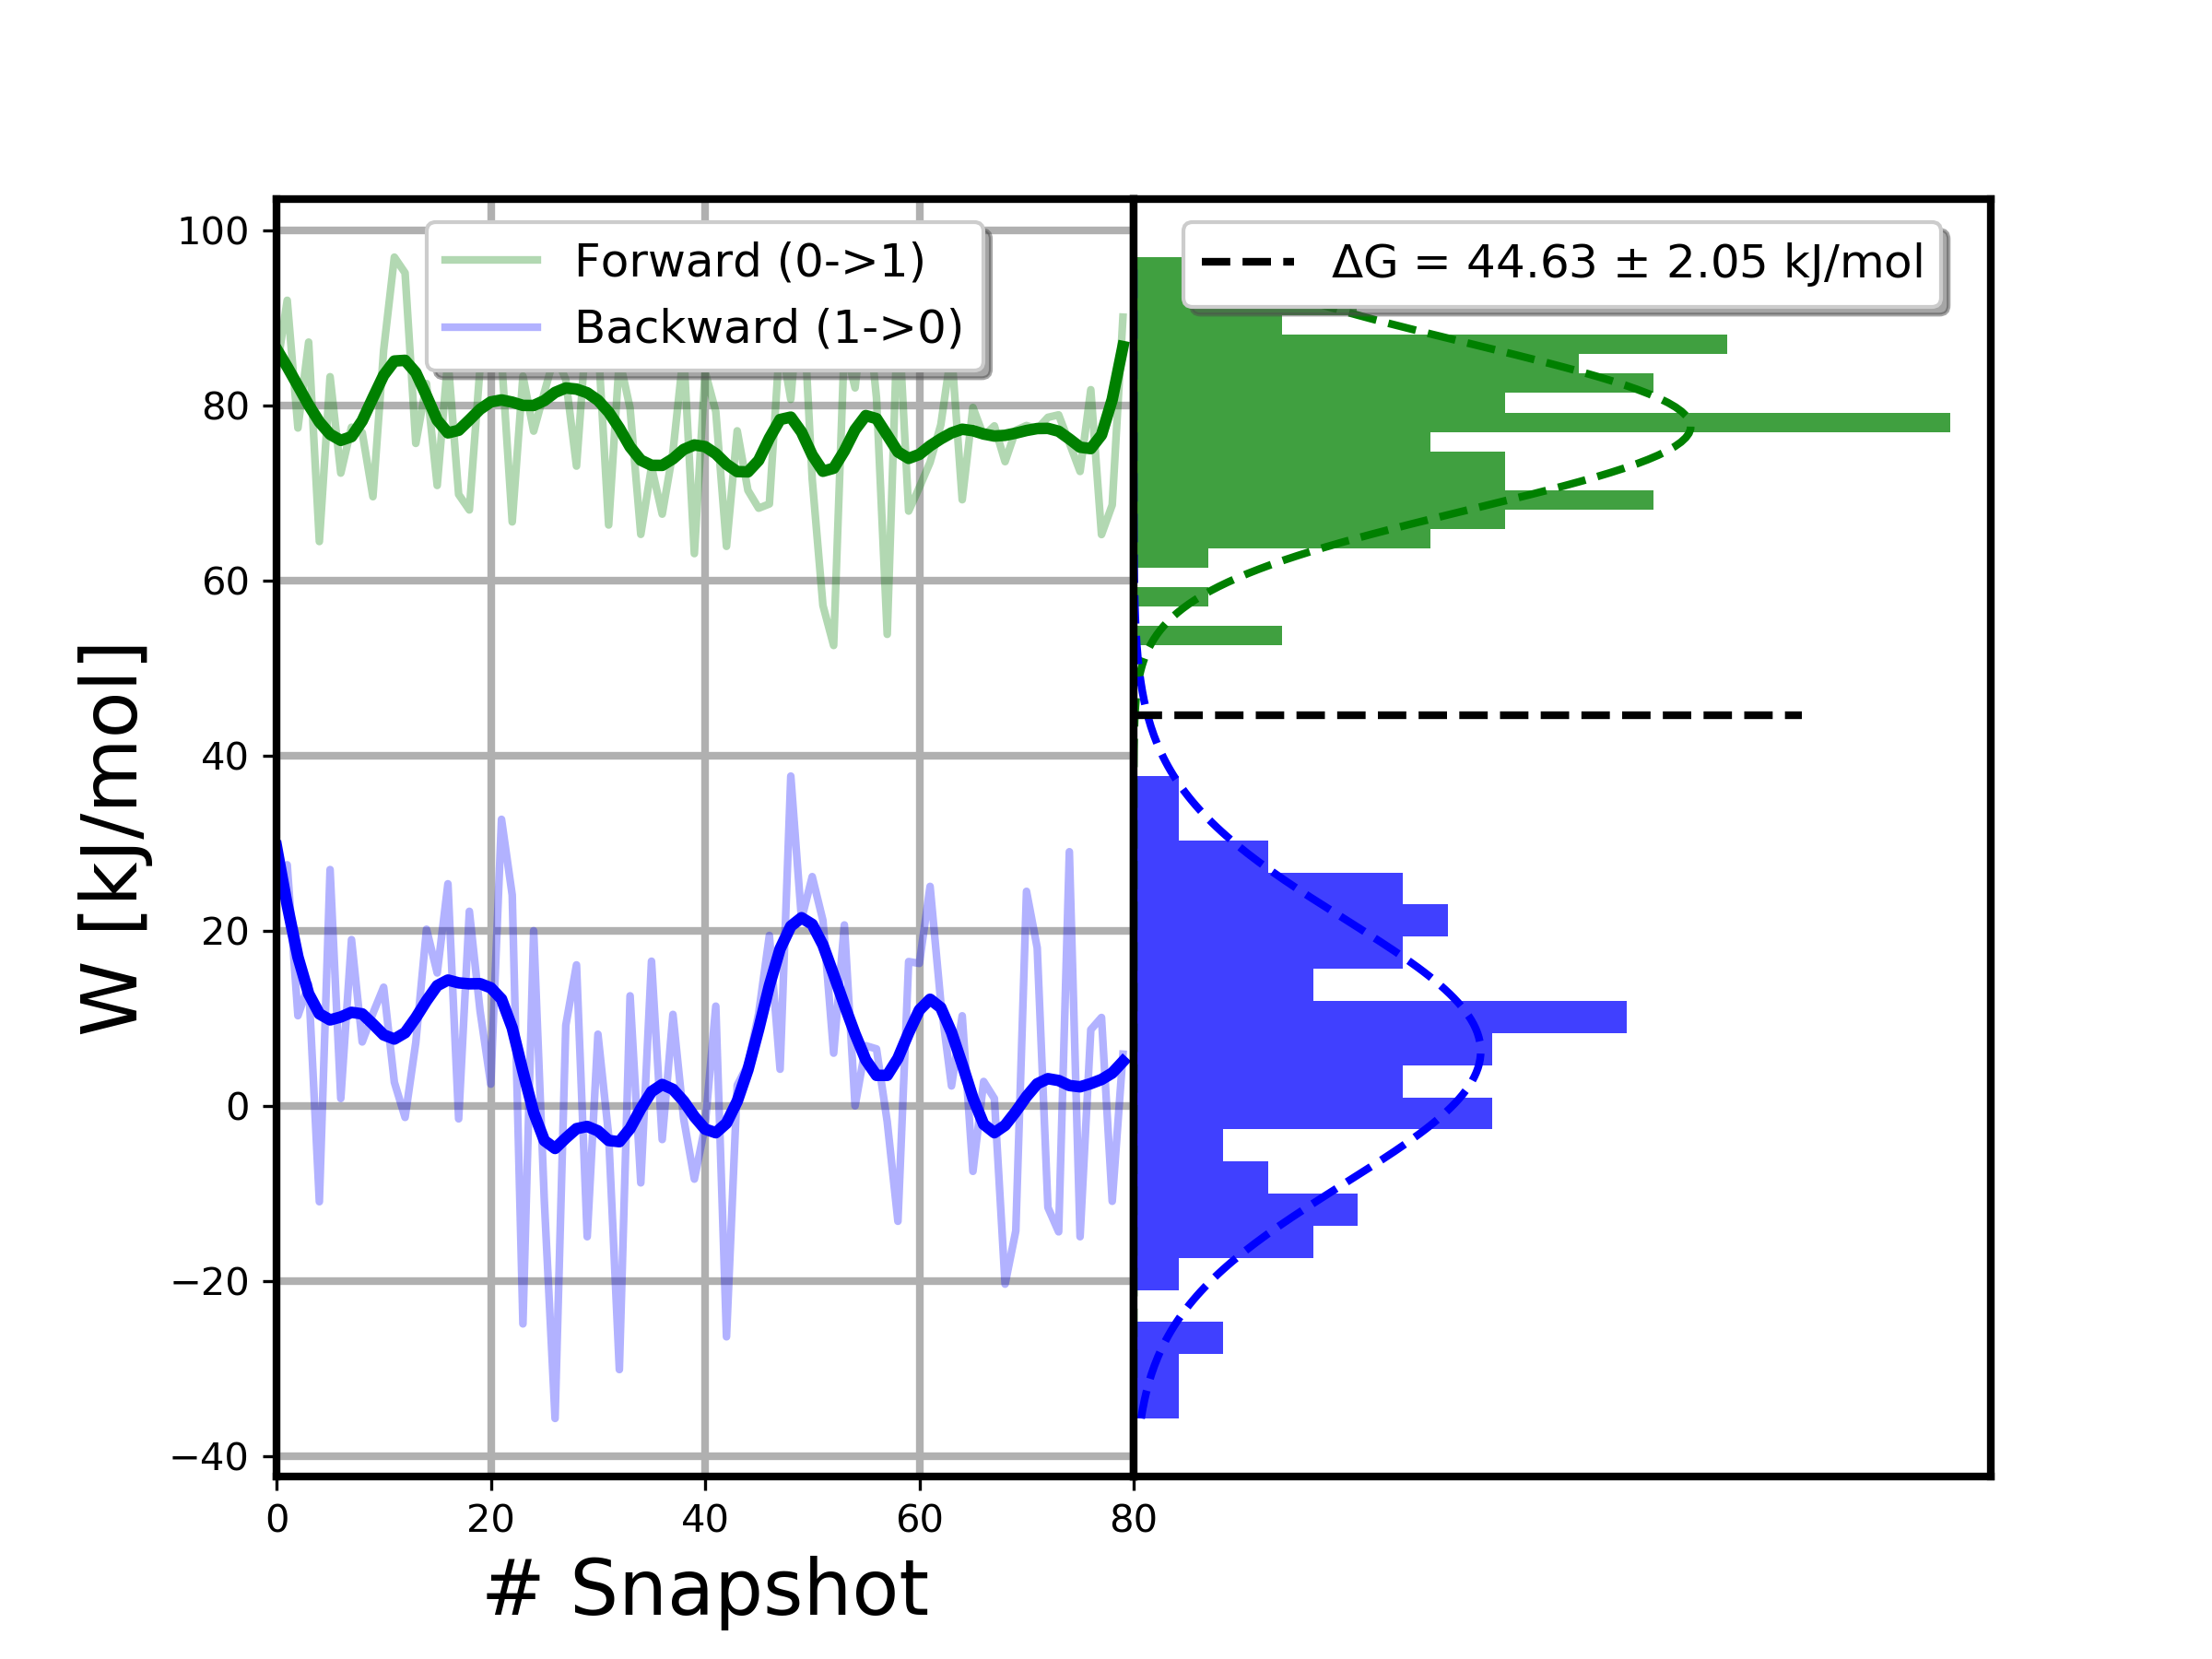 Forward (0->1)
Backward (1->0)
ΔG = 44.63 ± 2.05 kJ/mol
W [kJ/mol]
100
80
60
40
20
0
−20
−40
0 20 40 60 80
# Snapshot